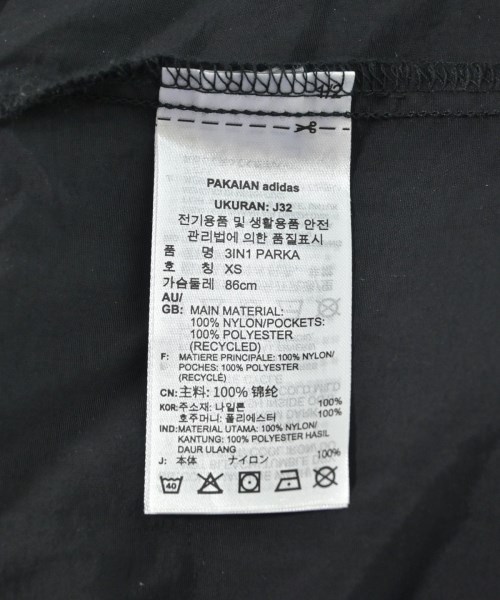 1/2
PAKAIAN adidas
UKURAN: J32
전기용품 및 생활용품 안전
관리법에 의한 품질표시
품 명 3IN1 PARKA
호 칭 XS
가슴둘레 86cm
AU/
GB: MAIN MATERIAL:
100% NYLON/POCKETS:
100% POLYESTER
(RECYCLED)
F: MATIERE PRINCIPALE: 100% NYLON/
POCHES: 100% POLYESTER
(RECYCLÉ)
CN: 主料: 100% 锦纶
KOR: 주소재: 나일론 100%
호주머니: 폴리에스터 100%
IND: MATERIAL UTAMA: 100% NYLON/
KANTUNG: 100% POLYESTER HASIL
DAUR ULANG
J: 本体 ナイロン 100%
40